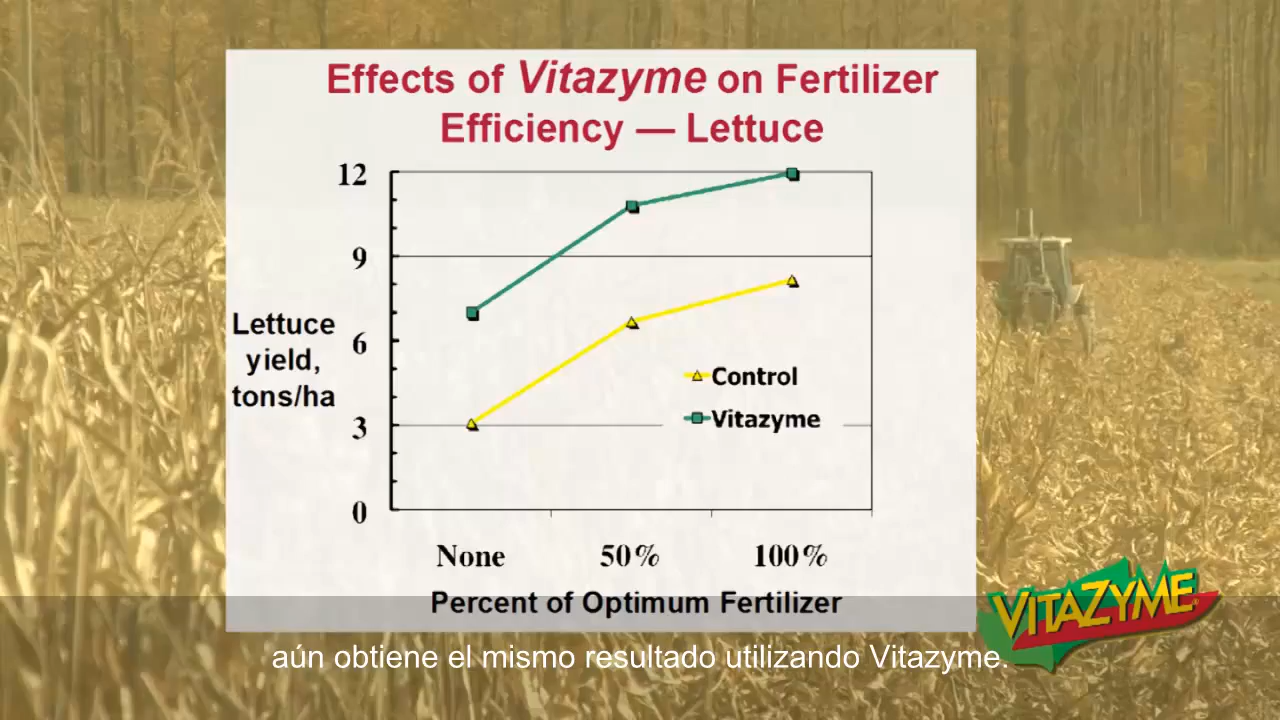 Effects of Vitazyme on Fertilizer
Efficiency — Lettuce
12
9
6
3
0
Lettuce
yield,
tons/ha
Control
Vitazyme
None 50% 100%
Percent of Optimum Fertilizer
VITAZYME
aún obtiene el mismo resultado utilizando Vitazyme.